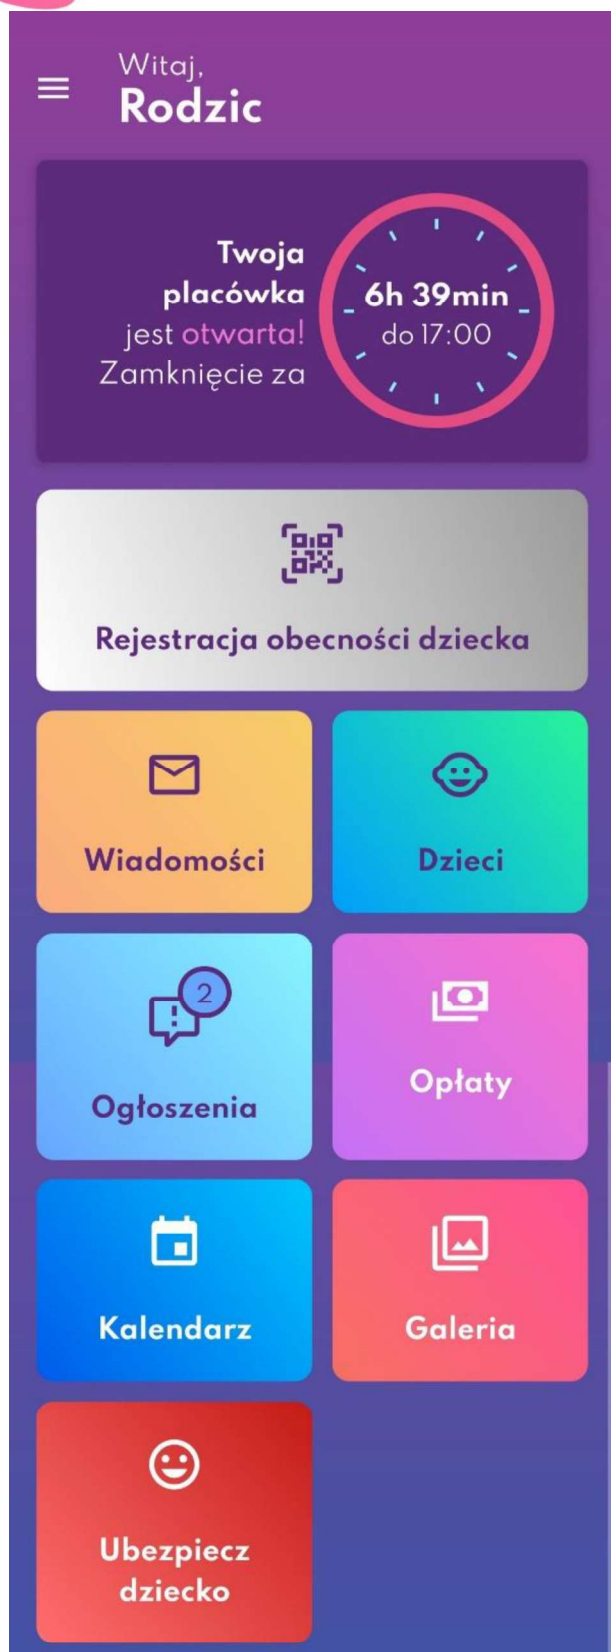 Witaj,
Rodzic
Twoja
placówka
jest otwarta!
Zamknięcie za
6h 39min
do 17:00
Rejestracja obecności dziecka
Wiadomości
Dzieci
2
Ogłoszenia
Opłaty
Kalendarz
Galeria
Ubezpiecz
dziecko